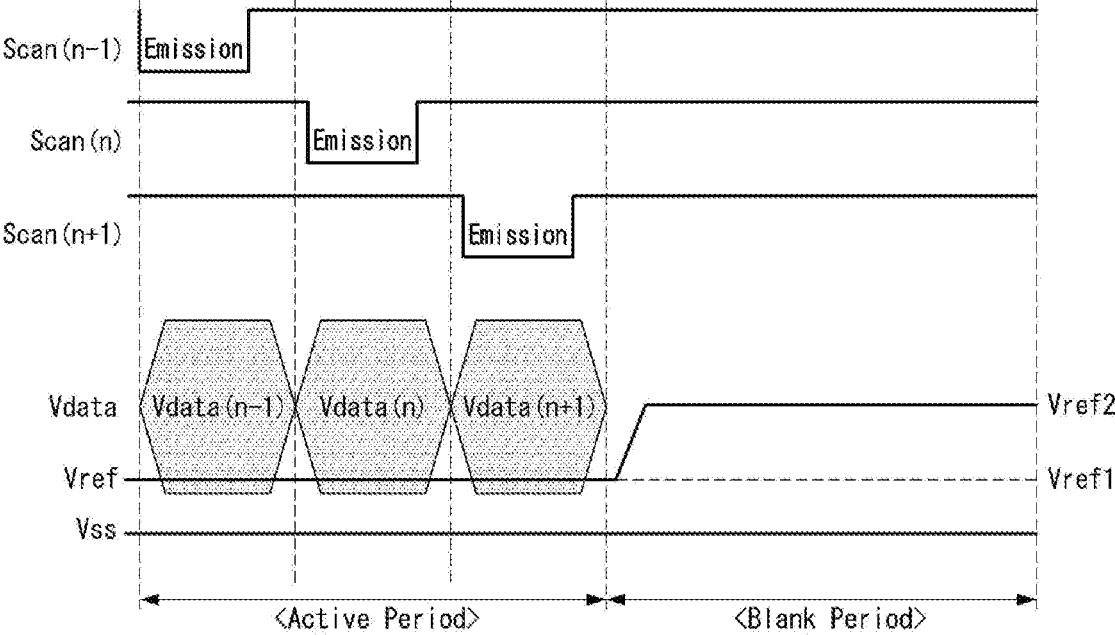 Scan(n-1)
Emission
Scan(n)
Emission
Scan(n+1)
Emission
Vdata
Vdata(n-1)
Vdata(n)
Vdata(n+1)
Vref2
Vref
Vref1
Vss
<Active Period>
<Blank Period>